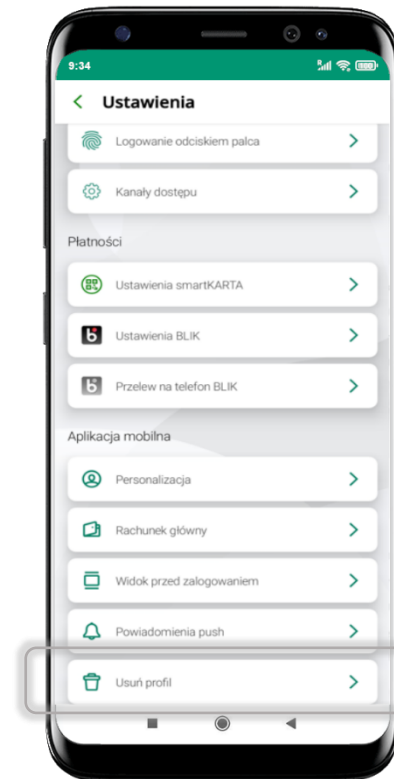 9:34
Ustawienia
Logowanie odciskiem palca
Kanały dostępu
Płatności
Ustawienia smartKARTA
Ustawienia BLIK
Przelew na telefon BLIK
Aplikacja mobilna
Personalizacja
Rachunek główny
Widok przed zalogowaniem
Powiadomienia push
Usuń profil